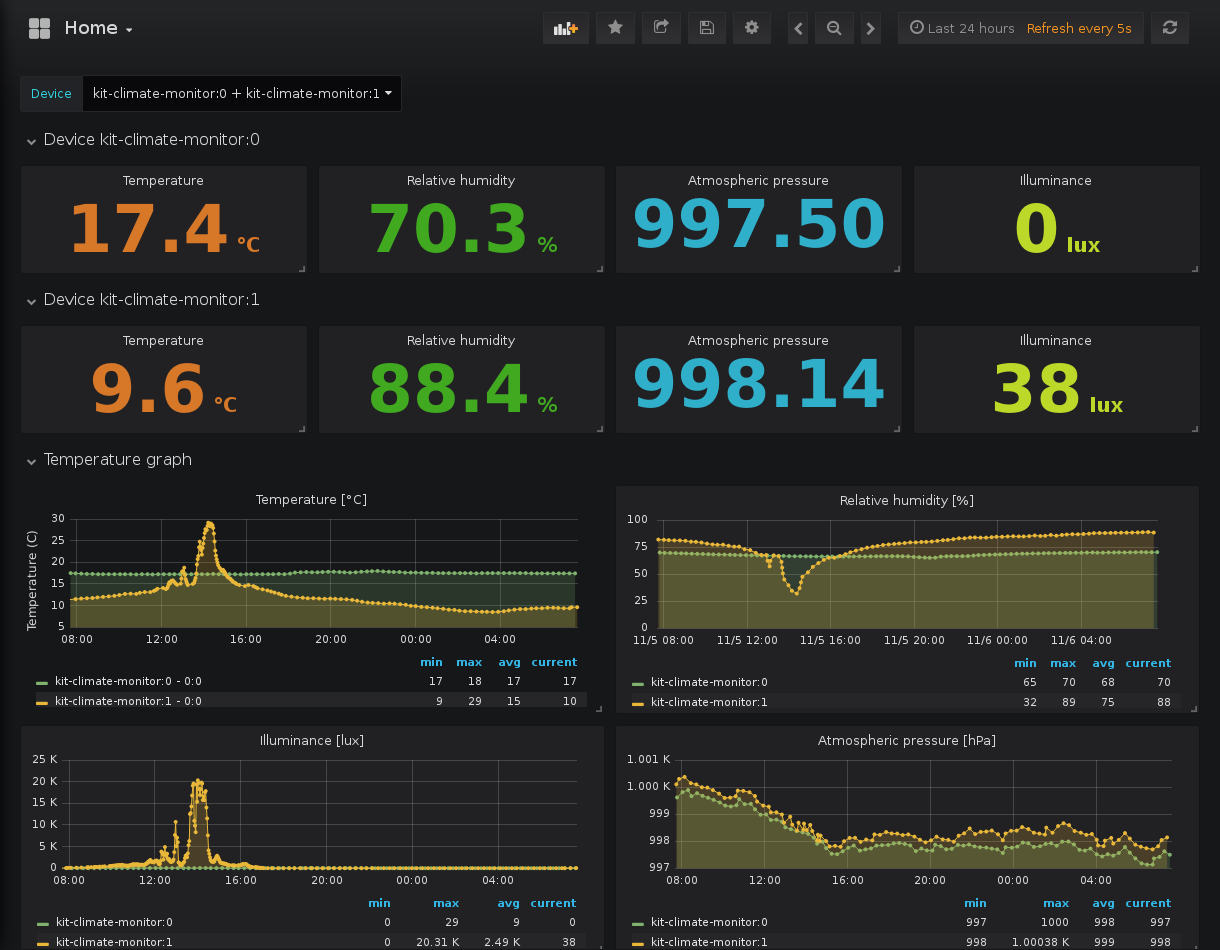 Home
Last 24 hours Refresh every 5s
Device kit-climate-monitor:0 + kit-climate-monitor:1
Device kit-climate-monitor:0
Temperature Relative humidity Atmospheric pressure Illuminance
17.4 °C 70.3 % 997.50 0 lux
Device kit-climate-monitor:1
Temperature Relative humidity Atmospheric pressure Illuminance
9.6 °C 88.4 % 998.14 38 lux
Temperature graph
Temperature [°C]
Temperature (C)
30
25
20
15
10
5
08:00 12:00 16:00 20:00 00:00 04:00
min max avg current
kit-climate-monitor:0 - 0:0 17 18 17 17
kit-climate-monitor:1 - 0:0 9 29 15 10
Relative humidity [%]
100
75
50
25
0
11/5 08:00 11/5 12:00 11/5 16:00 11/5 20:00 11/6 00:00 11/6 04:00
min max avg current
kit-climate-monitor:0 65 70 68 70
kit-climate-monitor:1 32 89 75 88
Illuminance [lux]
25 K
20 K
15 K
10 K
5 K
0
08:00 12:00 16:00 20:00 00:00 04:00
min max avg current
kit-climate-monitor:0 0 29 9 0
kit-climate-monitor:1 0 20.31 K 2.49 K 38
Atmospheric pressure [hPa]
1.001 K
1.000 K
999
998
997
08:00 12:00 16:00 20:00 00:00 04:00
min max avg current
kit-climate-monitor:0 997 1000 998 997
kit-climate-monitor:1 998 1.00038 K 999 998